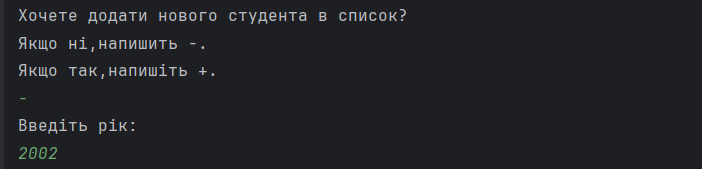 Хочете додати нового студента в список?
Якщо ні,напишить -.
Якщо так,напишіть +.
-
Введіть рік:
2002